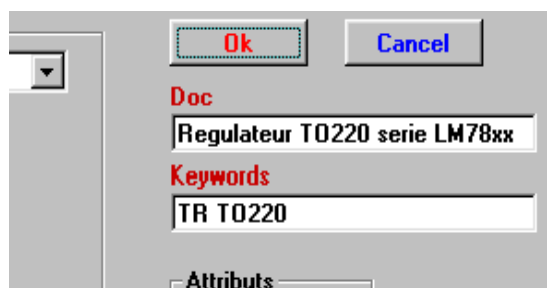 Ok Cancel
Doc
Regulateur TO220 serie LM78xx
Keywords
TR TO220
Attributs